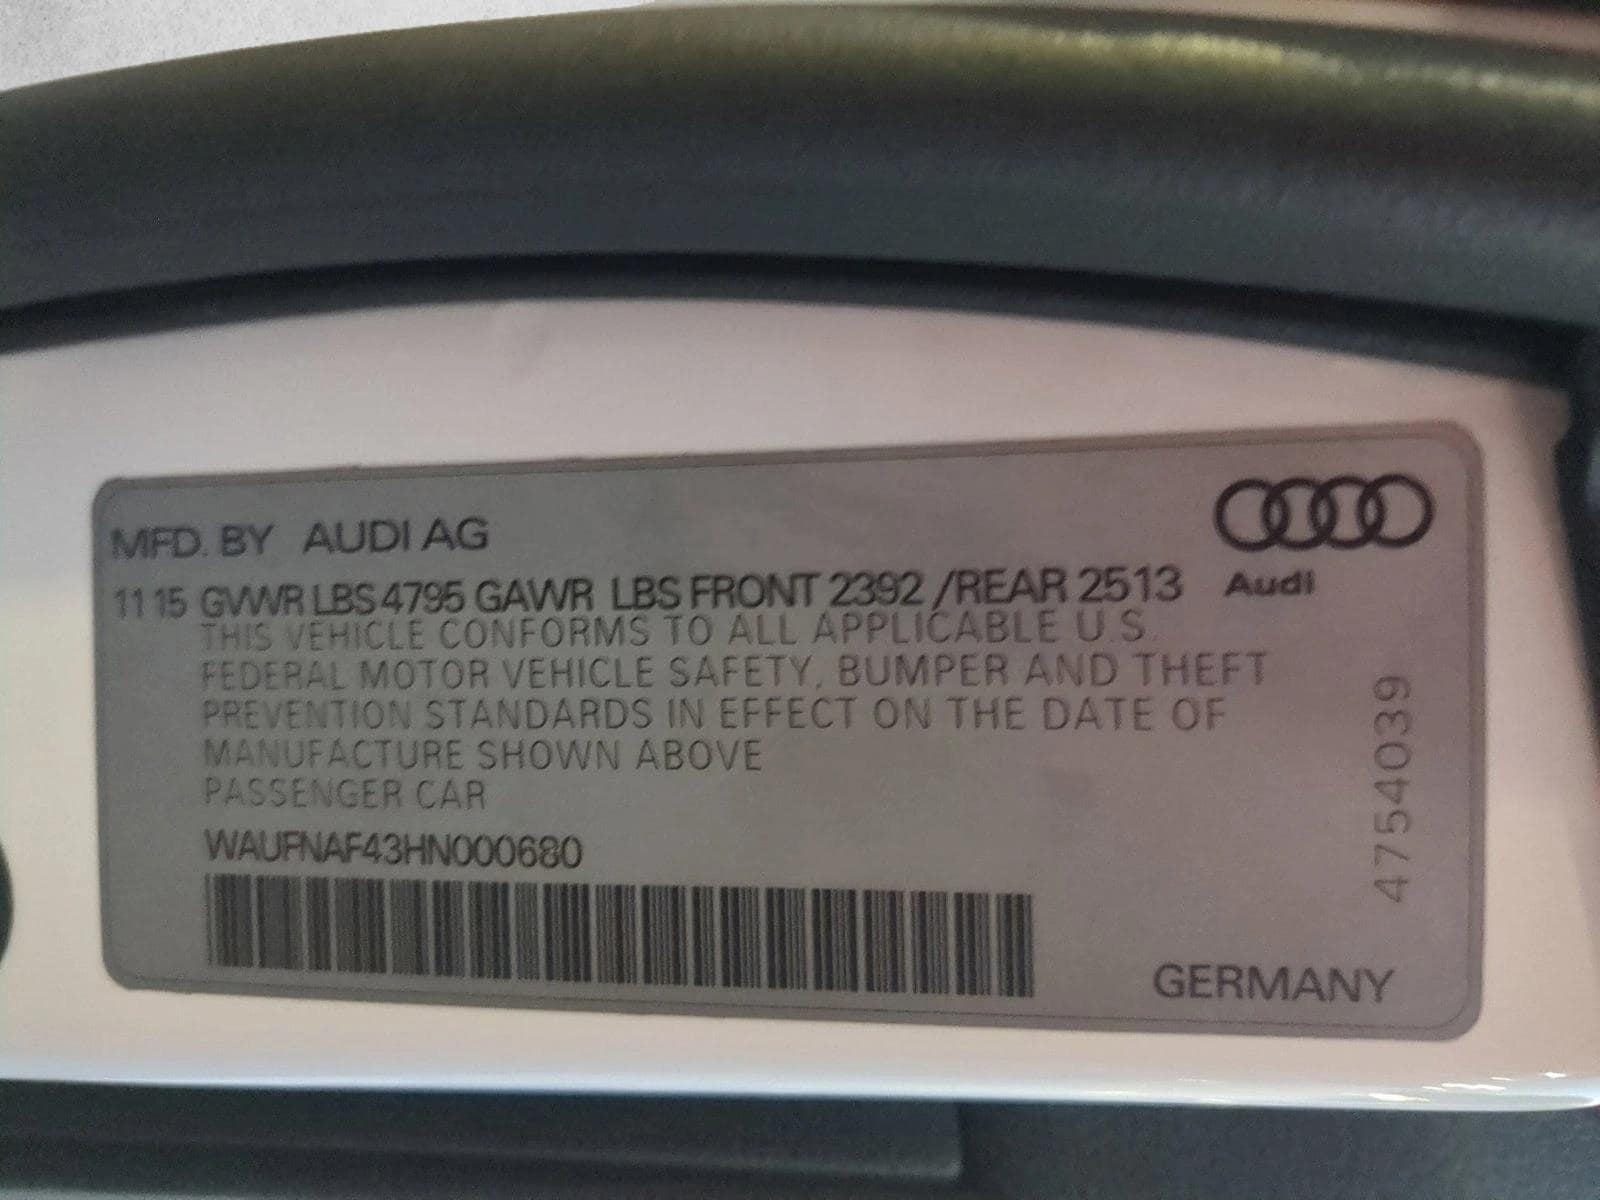 MFD. BY AUDI AG
11 15 GVWR LBS 4795 GAWR LBS FRONT 2392 /REAR 2513
Audi
THIS VEHICLE CONFORMS TO ALL APPLICABLE U.S.
FEDERAL MOTOR VEHICLE SAFETY, BUMPER AND THEFT
PREVENTION STANDARDS IN EFFECT ON THE DATE OF
MANUFACTURE SHOWN ABOVE
PASSENGER CAR
WAUFNAF43HN000680
4754039
GERMANY